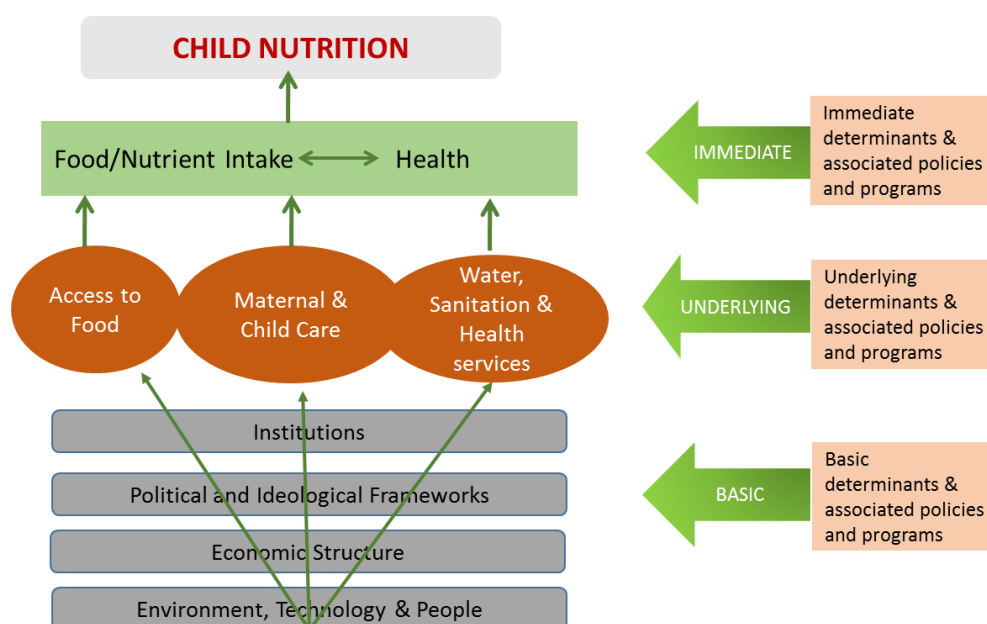 CHILD NUTRITION
Food/Nutrient Intake
Health
Access to
Food
Maternal &
Child Care
Water,
Sanitation &
Health
services
Institutions
Political and Ideological Frameworks
Economic Structure
Environment, Technology & People
IMMEDIATE
Immediate
determinants &
associated policies
and programs
UNDERLYING
Underlying
determinants &
associated policies
and programs
BASIC
Basic
determinants &
associated policies
and programs